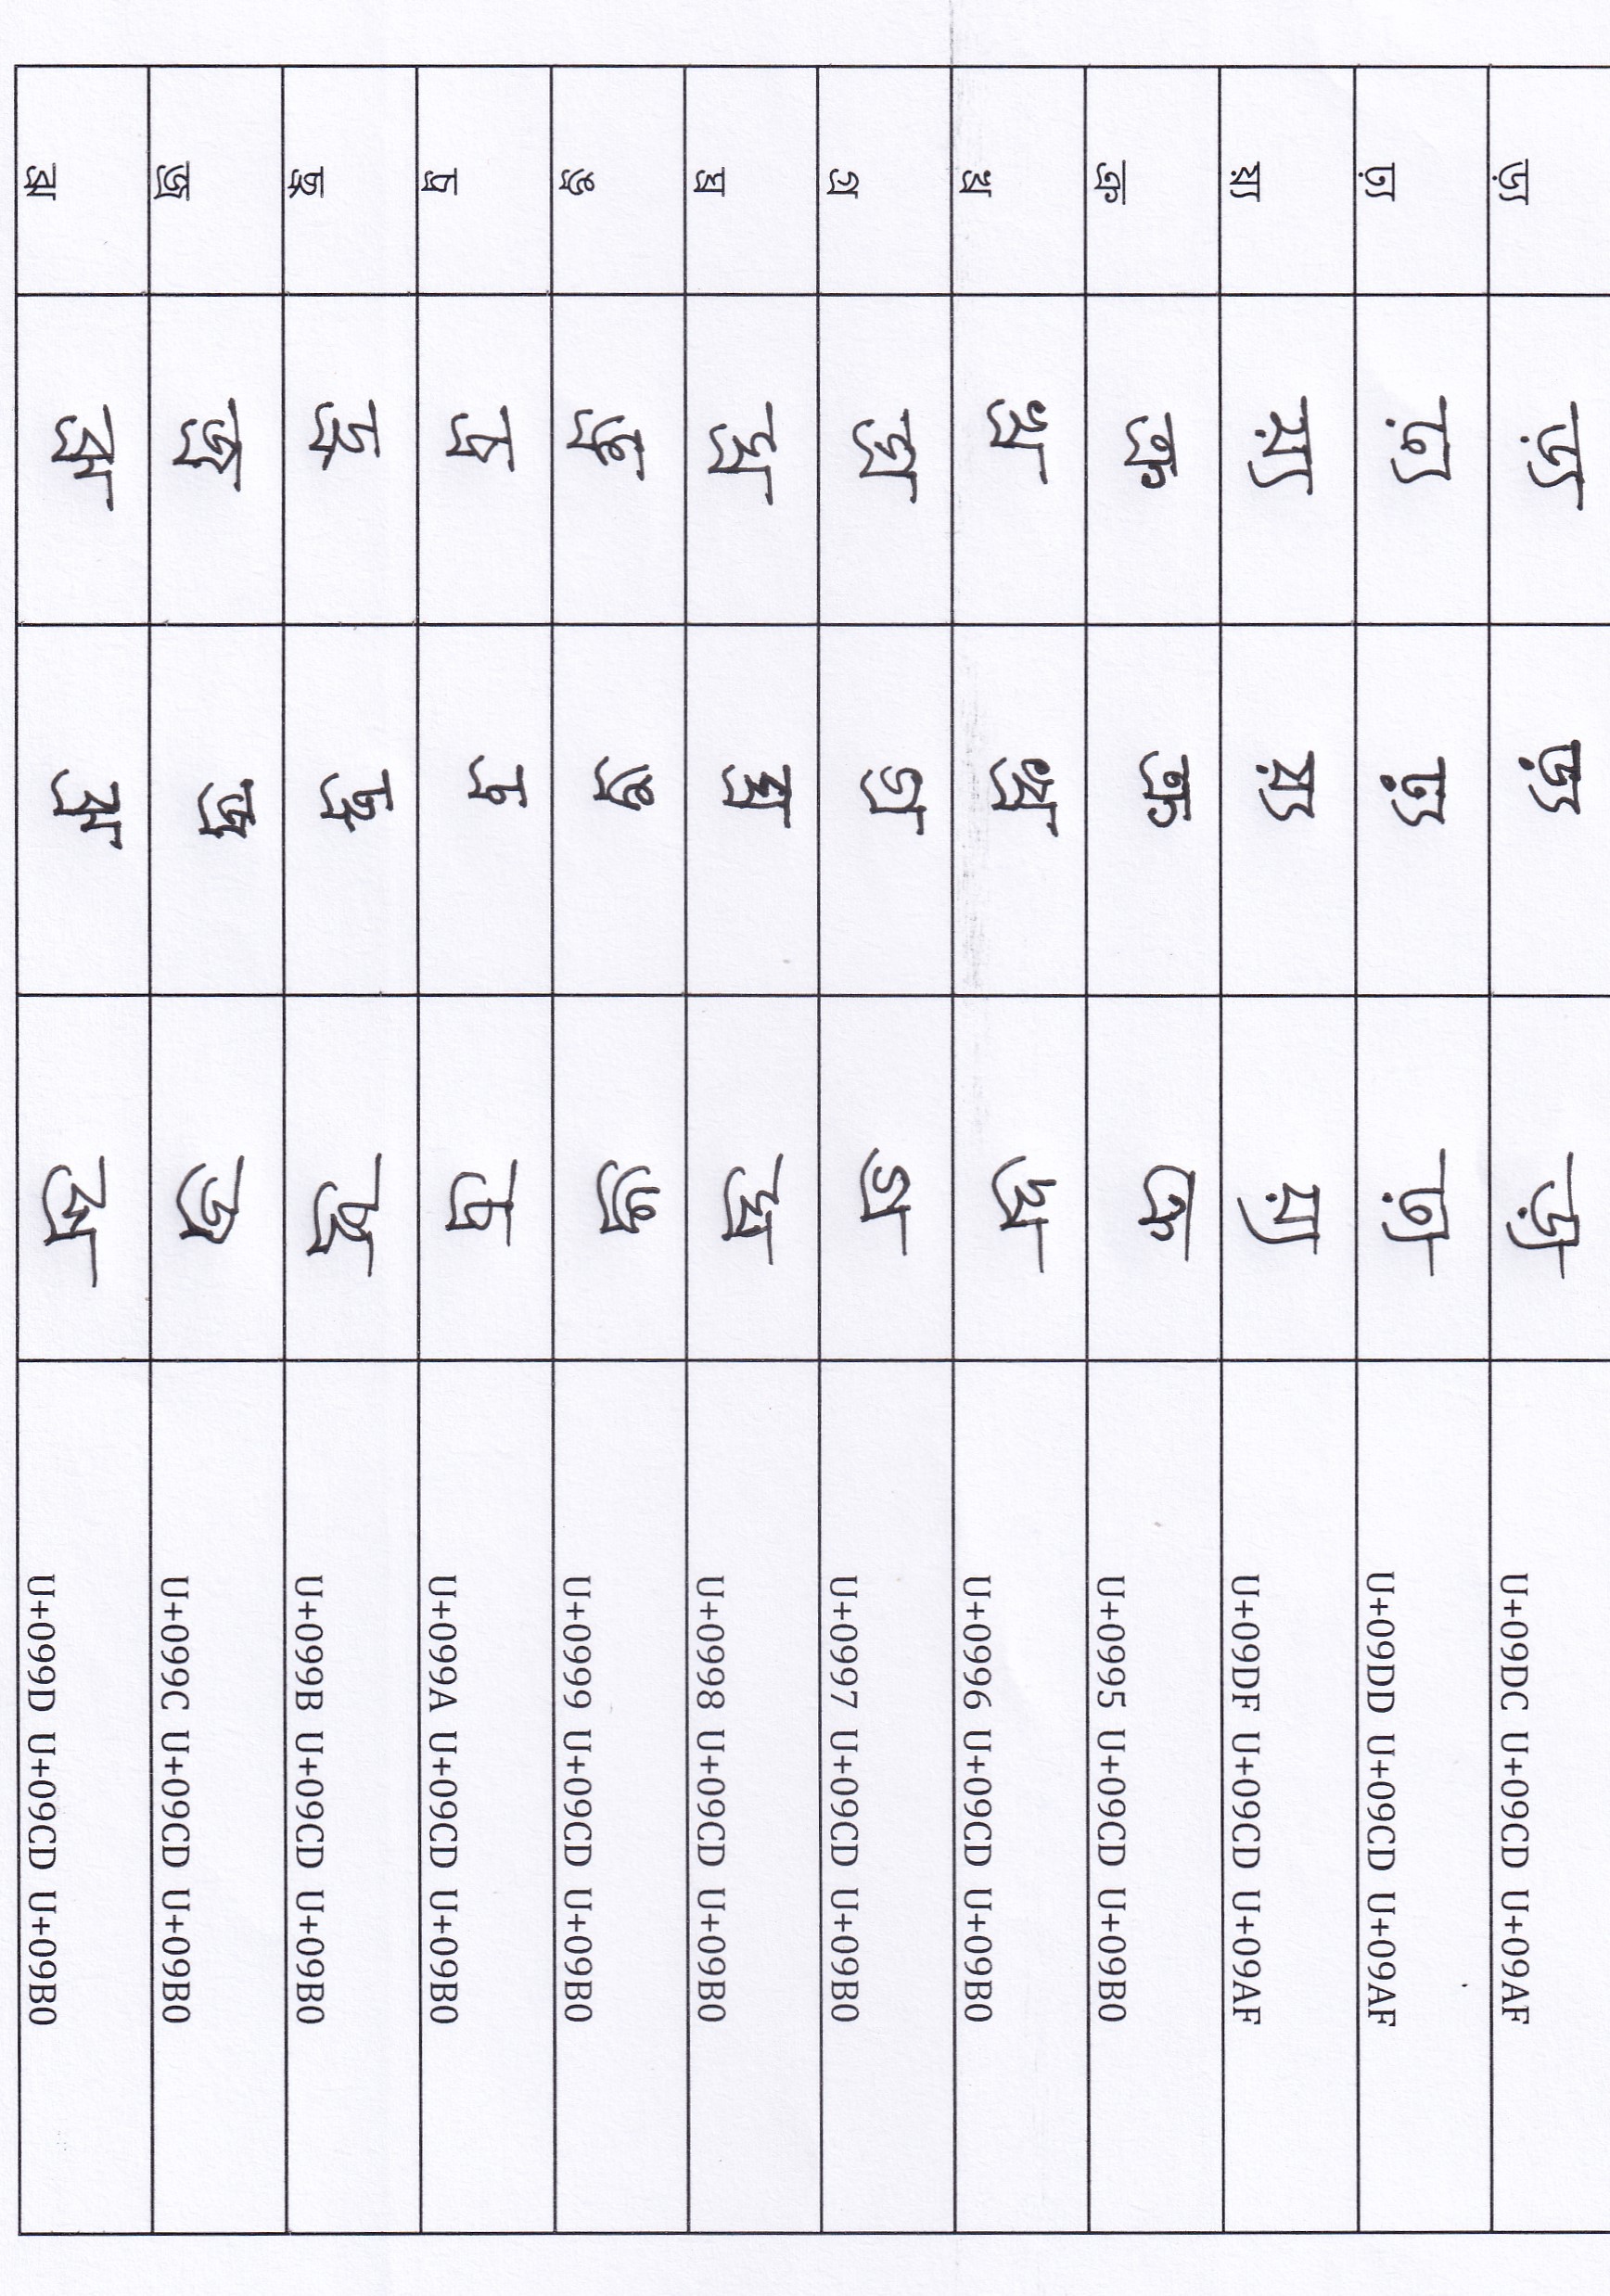 ড়্য ড়্য ড়্য ড়্য U+09DC U+09CD U+09AF
ঢ়্য ঢ়্য ঢ়্য ঢ়্য U+09DD U+09CD U+09AF
য়্য য়্য য়্য য়্য U+09DF U+09CD U+09AF
ক্র ক্র ক্র ক্র U+0995 U+09CD U+09B0
খ্র খ্র খ্র খ্র U+0996 U+09CD U+09B0
গ্র গ্র গ্র গ্র U+0997 U+09CD U+09B0
ঘ্র ঘ্র ঘ্র ঘ্র U+0998 U+09CD U+09B0
ঙ্র ঙ্র ঙ্র ঙ্র U+0999 U+09CD U+09B0
চ্র চ্র চ্র চ্র U+099A U+09CD U+09B0
ছ্র ছ্র ছ্র ছ্র U+099B U+09CD U+09B0
জ্র জ্র জ্র জ্র U+099C U+09CD U+09B0
ঝ্র ঝ্র ঝ্র ঝ্র U+099D U+09CD U+09B0